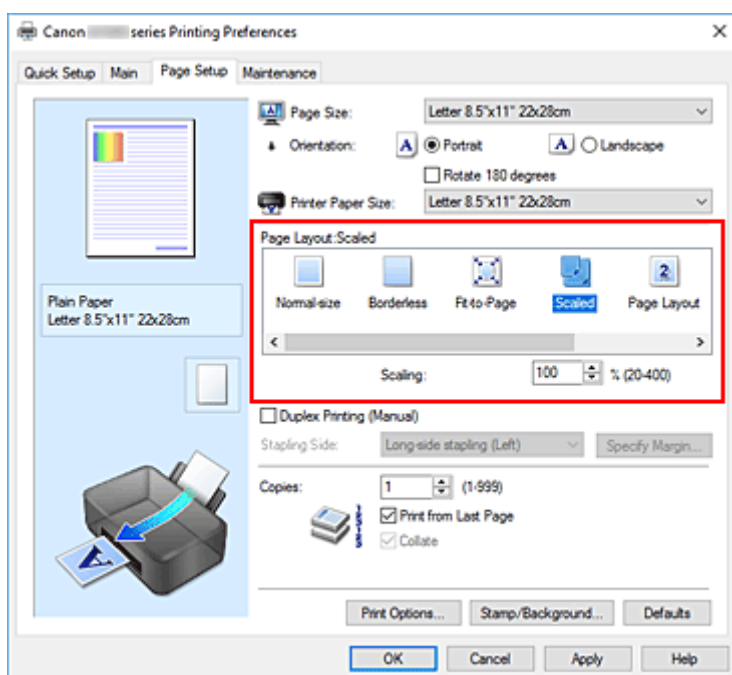 Canon series Printing Preferences
Quick Setup Main Page Setup Maintenance
Page Size: Letter 8.5"x11" 22x28cm
Orientation: A Portrait A Landscape
Rotate 180 degrees
Printer Paper Size: Letter 8.5"x11" 22x28cm
Page Layout:Scaled
2
Normal-size Borderless Fit-to-Page Scaled Page Layout
Plain Paper
Letter 8.5"x11" 22x28cm
Scaling: 100 % (20-400)
Duplex Printing (Manual)
Stapling Side: Long-side stapling (Left) Specify Margin...
Copies: 1 (1-999)
Print from Last Page
Collate
A
Print Options... Stamp/Background... Defaults
OK Cancel Apply Help